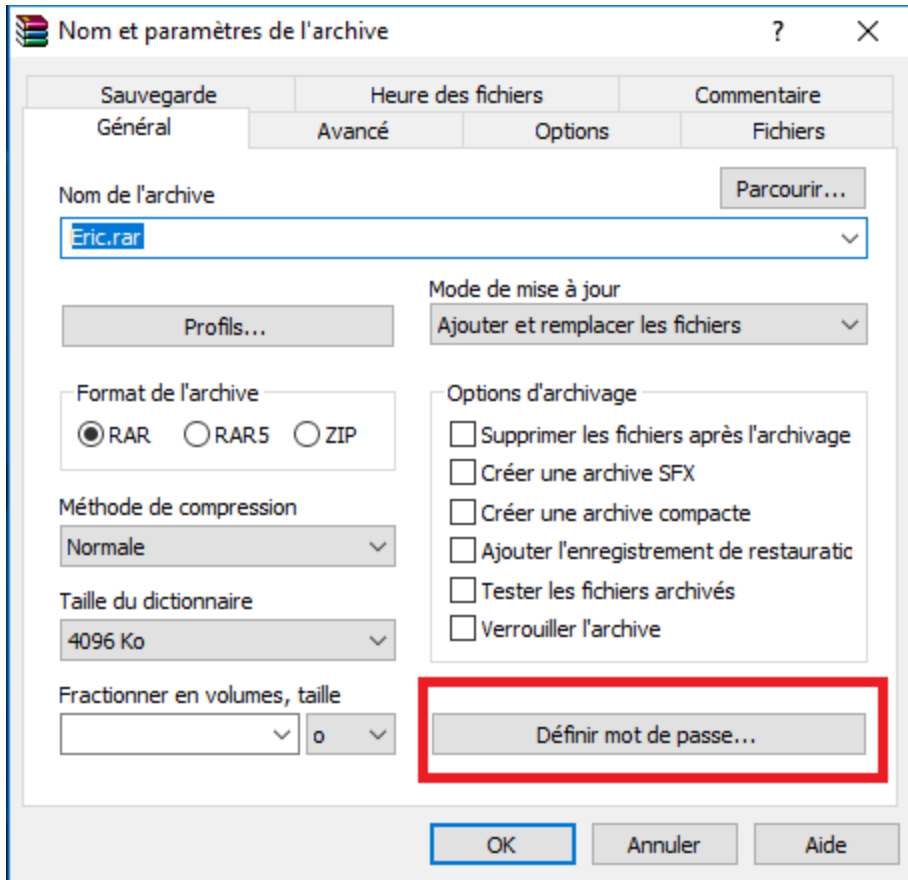 Nom et paramètres de l'archive
?
Sauvegarde Heure des fichiers Commentaire
Général Avancé Options Fichiers
Nom de l'archive
Parcourir...
Eric.rar
Profils...
Mode de mise à jour
Ajouter et remplacer les fichiers
Format de l'archive
RAR RAR5 ZIP
Méthode de compression
Normale
Taille du dictionnaire
4096 Ko
Fractionner en volumes, taille
o
Options d'archivage
Supprimer les fichiers après l'archivage
Créer une archive SFX
Créer une archive compacte
Ajouter l'enregistrement de restauratio
Tester les fichiers archivés
Verrouiller l'archive
Définir mot de passe...
OK Annuler Aide